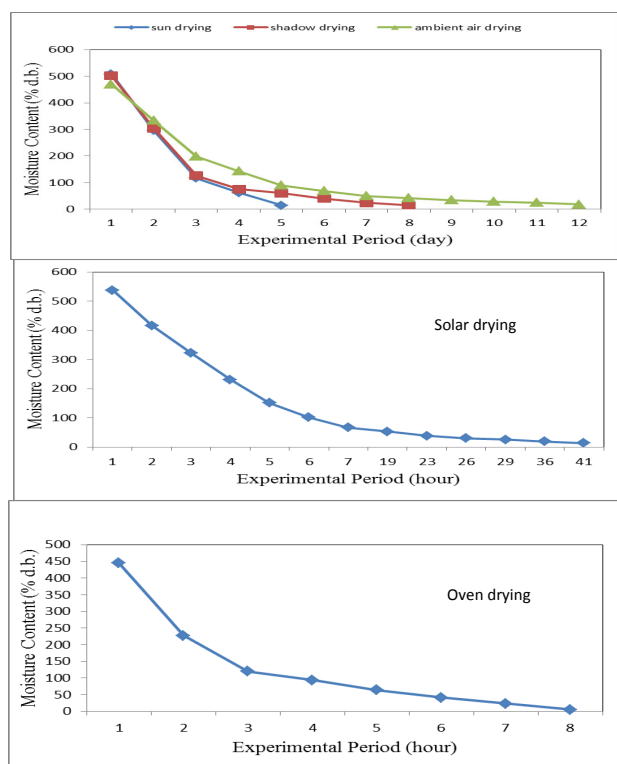 sun drying shadow drying ambient air drying
600
500
400
300
200
100
0
Moisture Content (% d.b.)
1 2 3 4 5 6 7 8 9 10 11 12
Experimental Period (day)
600
500
400
300
200
100
0
Moisture Content (% d.b.)
Solar drying
1 2 3 4 5 6 7 19 23 26 29 36 41
Experimental Period (hour)
500
450
400
350
300
250
200
150
100
50
0
Moisture Content (% d.b.)
Oven drying
1 2 3 4 5 6 7 8
Experimental Period (hour)